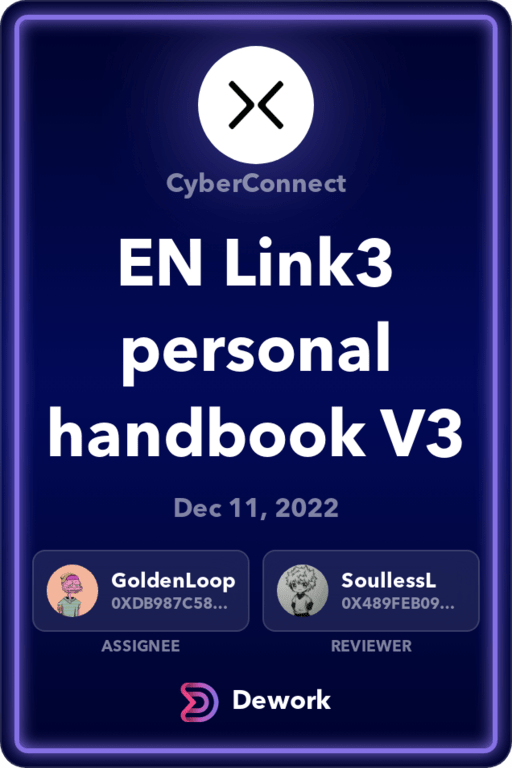 CyberConnect
EN Link3
personal
handbook V3
Dec 11, 2022
GoldenLoop
0XDB987C58...
ASSIGNEE
SoullessL
0X489FEB09...
REVIEWER
Dework